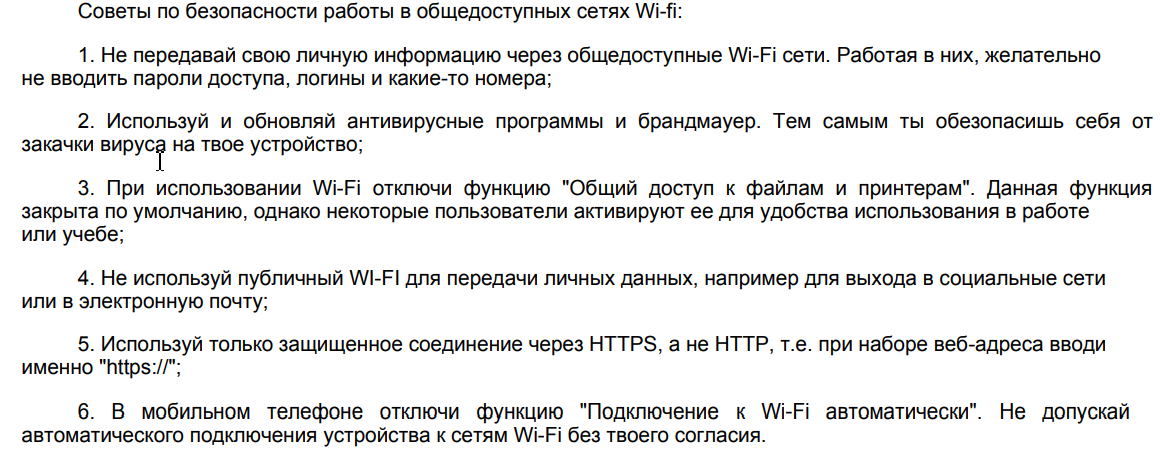 Советы по безопасности работы в общедоступных сетях Wi-fi:
1. Не передавай свою личную информацию через общедоступные Wi-Fi сети. Работая в них, желательно
не вводить пароли доступа, логины и какие-то номера;
2. Используй и обновляй антивирусные программы и брандмауер. Тем самым ты обезопасишь себя от
закачки вируса на твое устройство;
3. При использовании Wi-Fi отключи функцию "Общий доступ к файлам и принтерам". Данная функция
закрыта по умолчанию, однако некоторые пользователи активируют ее для удобства использования в работе
или учебе;
4. Не используй публичный WI-FI для передачи личных данных, например для выхода в социальные сети
или в электронную почту;
5. Используй только защищенное соединение через HTTPS, а не HTTP, т.е. при наборе веб-адреса вводи
именно "https://";
6. В мобильном телефоне отключи функцию "Подключение к Wi-Fi автоматически". Не допускай
автоматического подключения устройства к сетям Wi-Fi без твоего согласия.